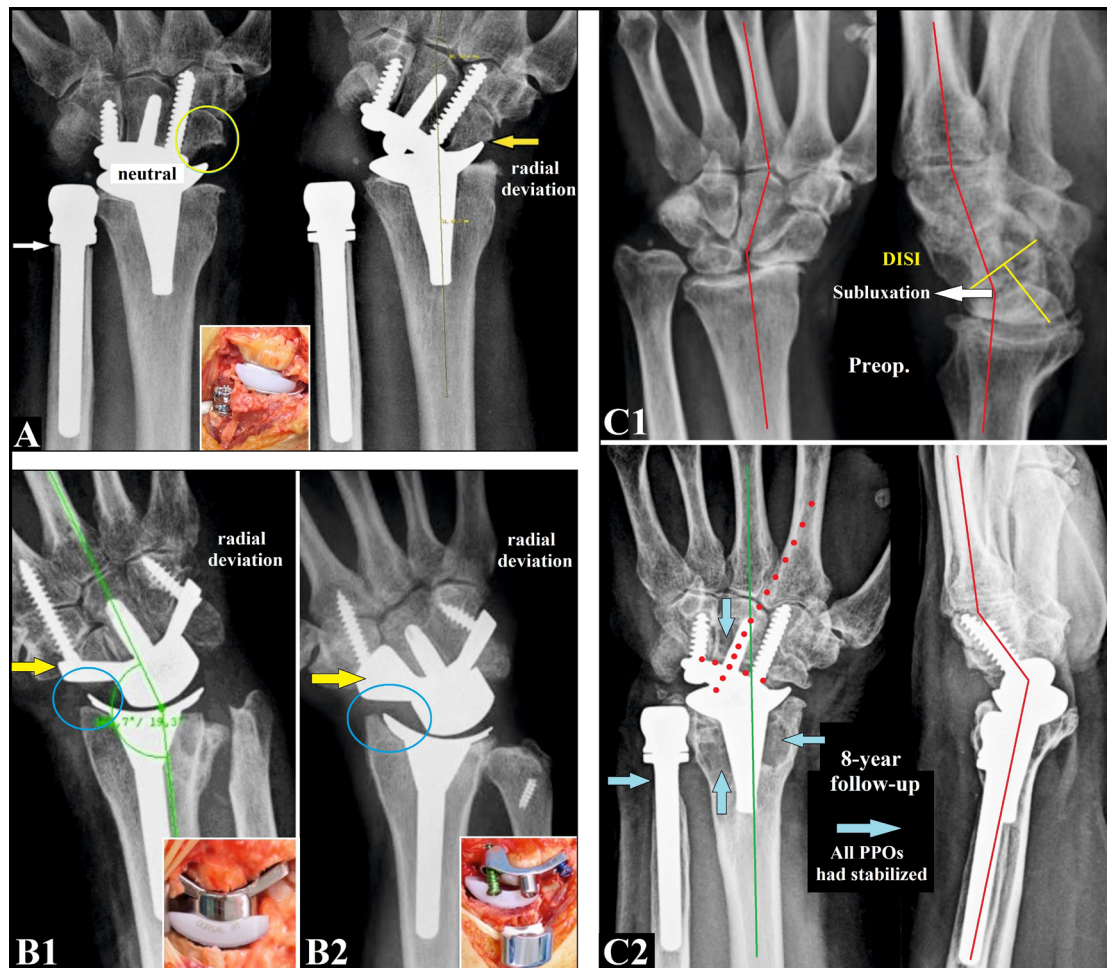 neutral
radial
deviation
A
radial
deviation
B1
radial
deviation
B2
DISI
Subluxation
Preop.
C1
8-year
follow-up
All PPOs
had stabilized
C2